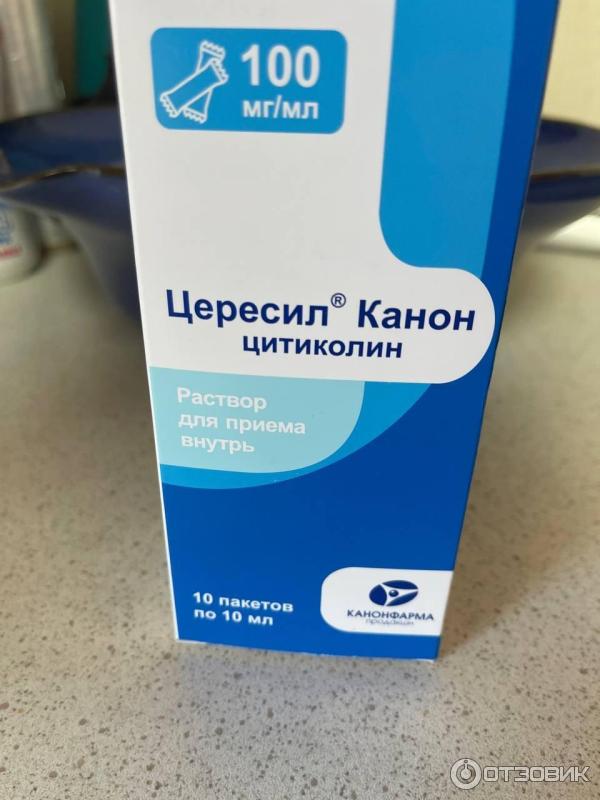 100
мг/мл
Цересил® Канон
цитиколин
Раствор
для приема
внутрь
10 пакетов
по 10 мл
КАНОНФАРМА
продакшн
ОТЗОВИК